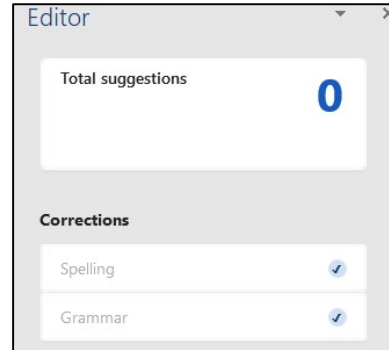 Editor
Total suggestions
0
Corrections
Spelling
Grammar